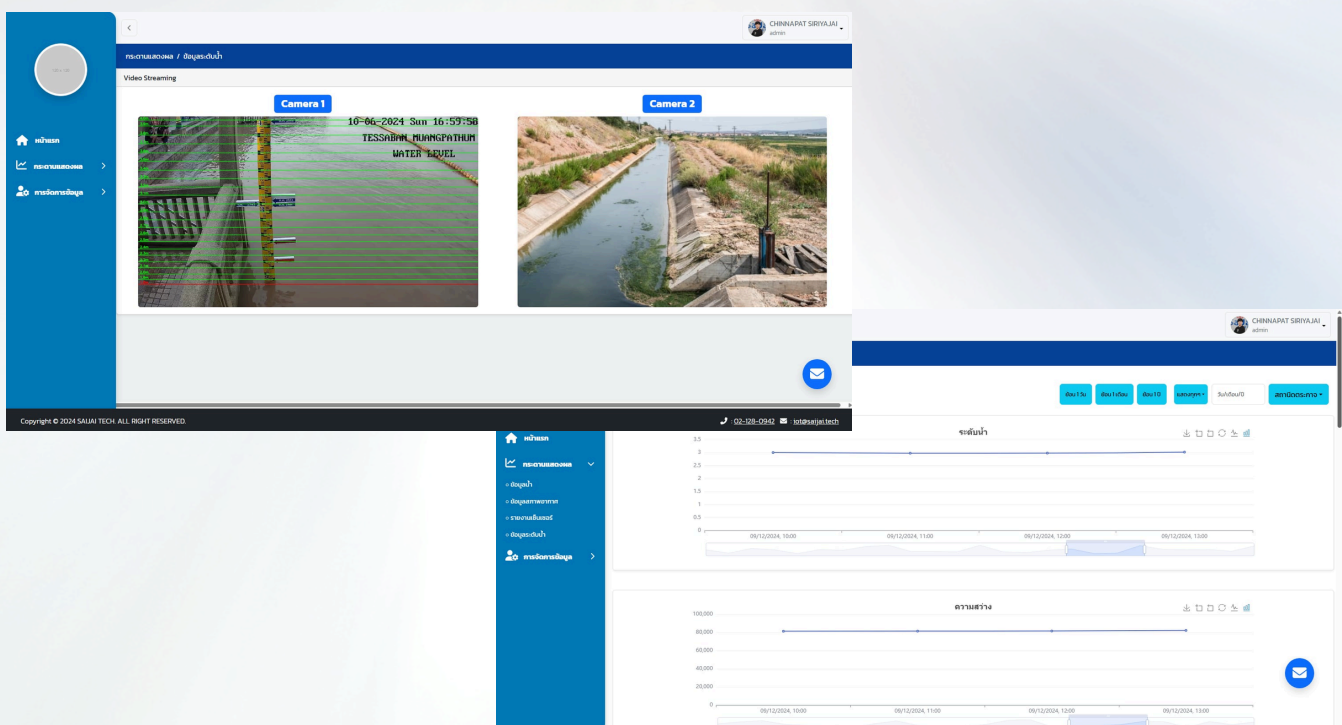 CHINNAPAT SIRIYAJAI
admin
กระดานแสดงผล / ข้อมูลระดับน้ำ
Video Streaming
Camera 1
Camera 2
10-06-2024 Sun 16:59:58
TESSABAN MUANGPATHUM
WATER LEVEL
หน้าแรก
กระดานแสดงผล
การจัดการข้อมูล
Copyright © 2024 SAIJAI TECH. ALL RIGHT RESERVED.
: 02-128-0942 : iot@saijai.tech
CHINNAPAT SIRIYAJAI
admin
ย้อน 1 วัน
ย้อน 1 เดือน
ย้อน 1 ปี
แสดงทุกๆ
วัน/เดือน/ปี
หน้าแรก
กระดานแสดงผล
ข้อมูลน้ำ
ข้อมูลสภาพอากาศ
รายงานเซ็นเซอร์
ข้อมูลระดับน้ำ
การจัดการข้อมูล
ระดับน้ำ
3.5
3
2.5
2
1.5
1
0.5
0
09/12/2024, 10:00 09/12/2024, 11:00 09/12/2024, 12:00 09/12/2024, 13:00
ความสว่าง
100,000
80,000
60,000
40,000
20,000
0
09/12/2024, 10:00 09/12/2024, 11:00 09/12/2024, 12:00 09/12/2024, 13:00